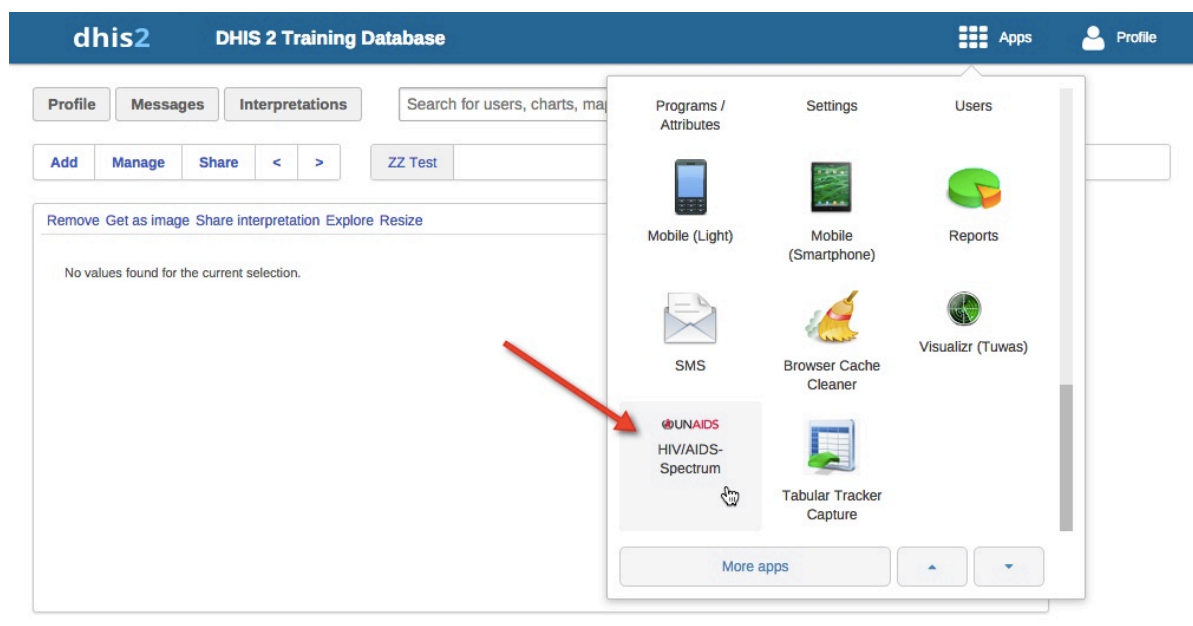 dhis2
DHIS 2 Training Database
Apps
Profile
Profile
Messages
Interpretations
Search for users, charts, ma
Add
Manage
Share
<
>
ZZ Test
Remove Get as image Share interpretation Explore Resize
No values found for the current selection.
Programs /
Attributes
Settings
Users
Mobile (Light)
Mobile
(Smartphone)
Reports
SMS
Browser Cache
Cleaner
Visualizr (Tuwas)
UNAIDS
HIV/AIDS-
Spectrum
Tabular Tracker
Capture
More apps